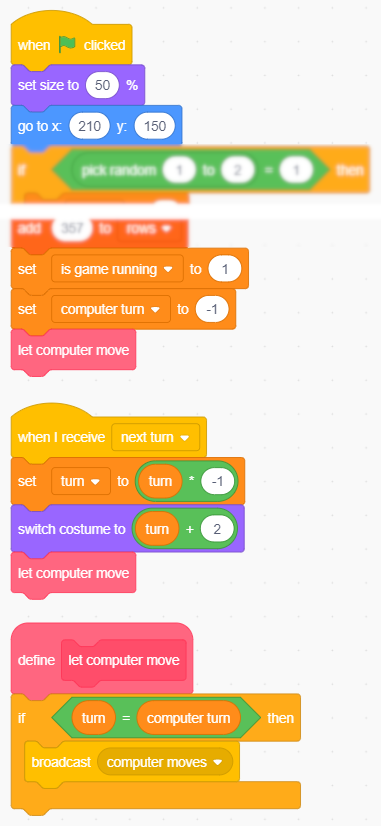 when clicked
set size to 50 %
go to x: 210 y: 150
if pick random 1 to 2 = 1 then
add 357 to rows
set is game running to 1
set computer turn to -1
let computer move
when I receive next turn
set turn to turn * -1
switch costume to turn + 2
let computer move
define let computer move
if turn = computer turn then
broadcast computer moves